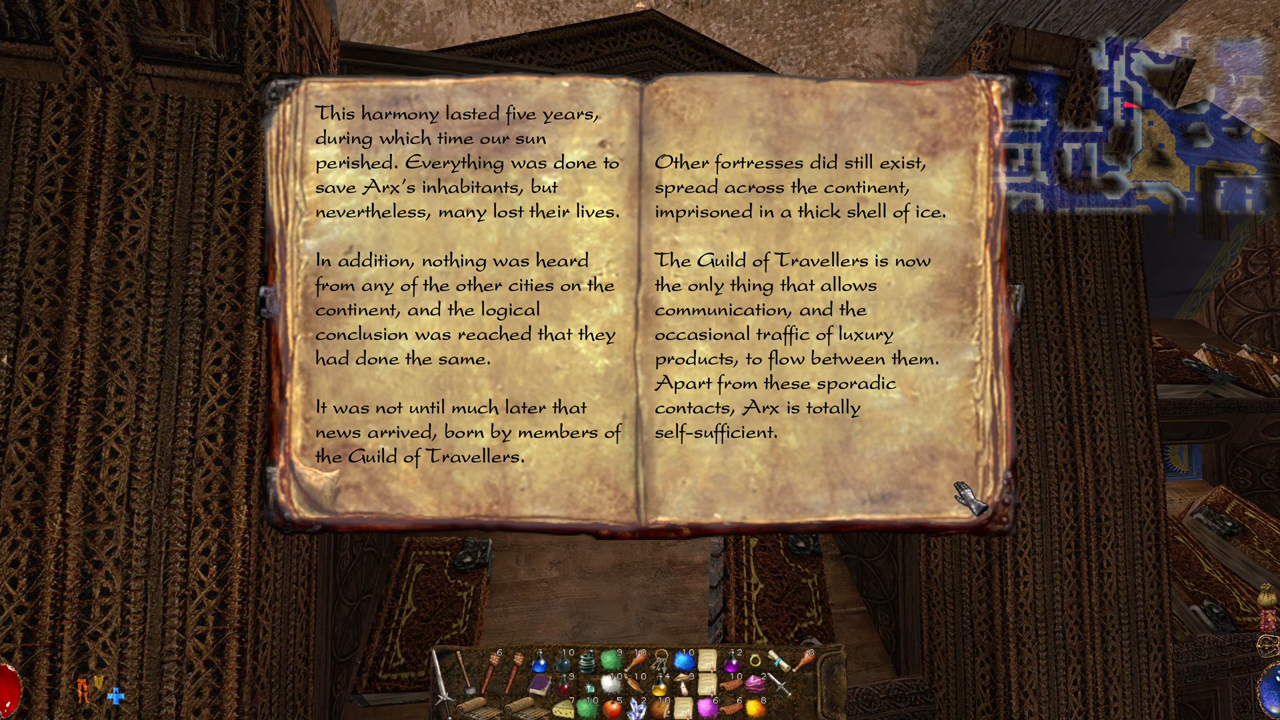 This harmony lasted five years,
during which time our sun
perished. Everything was done to
save Arx's inhabitants, but
nevertheless, many lost their lives.
In addition, nothing was heard
from any of the other cities on the
continent, and the logical
conclusion was reached that they
had done the same.
It was not until much later that
news arrived, born by members of
the Guild of Travellers.
Other fortresses did still exist,
spread across the continent,
imprisoned in a thick shell of ice.
The Guild of Travellers is now
the only thing that allows
communication, and the
occasional traffic of luxury
products, to flow between them.
Apart from these sporadic
contacts, Arx is totally
self-sufficient.